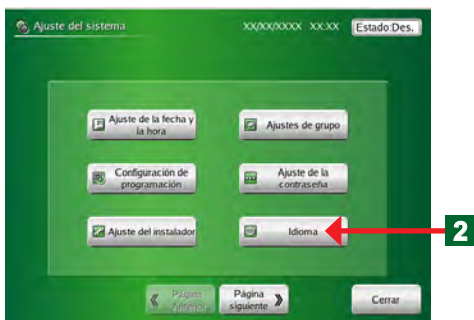 Ajuste del sistema XX/XX/XXXX XX:XX Estado:Des.
Ajuste de la fecha y
la hora
Ajustes de grupo
Configuración de
programación
Ajuste de la
contraseña
Ajuste del instalador
Idioma
2
Página
Anterior
Página
siguiente
Cerrar